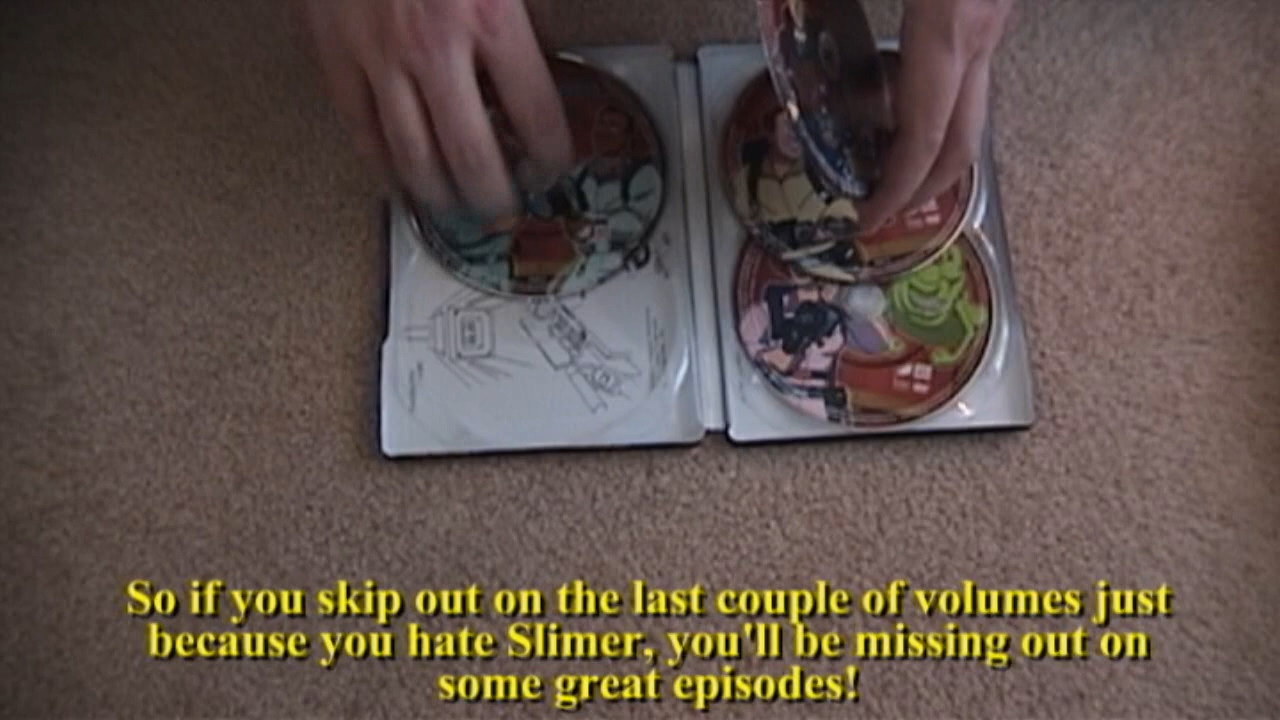 So if you skip out on the last couple of volumes just
because you hate Slimer, you'll be missing out on
some great episodes!